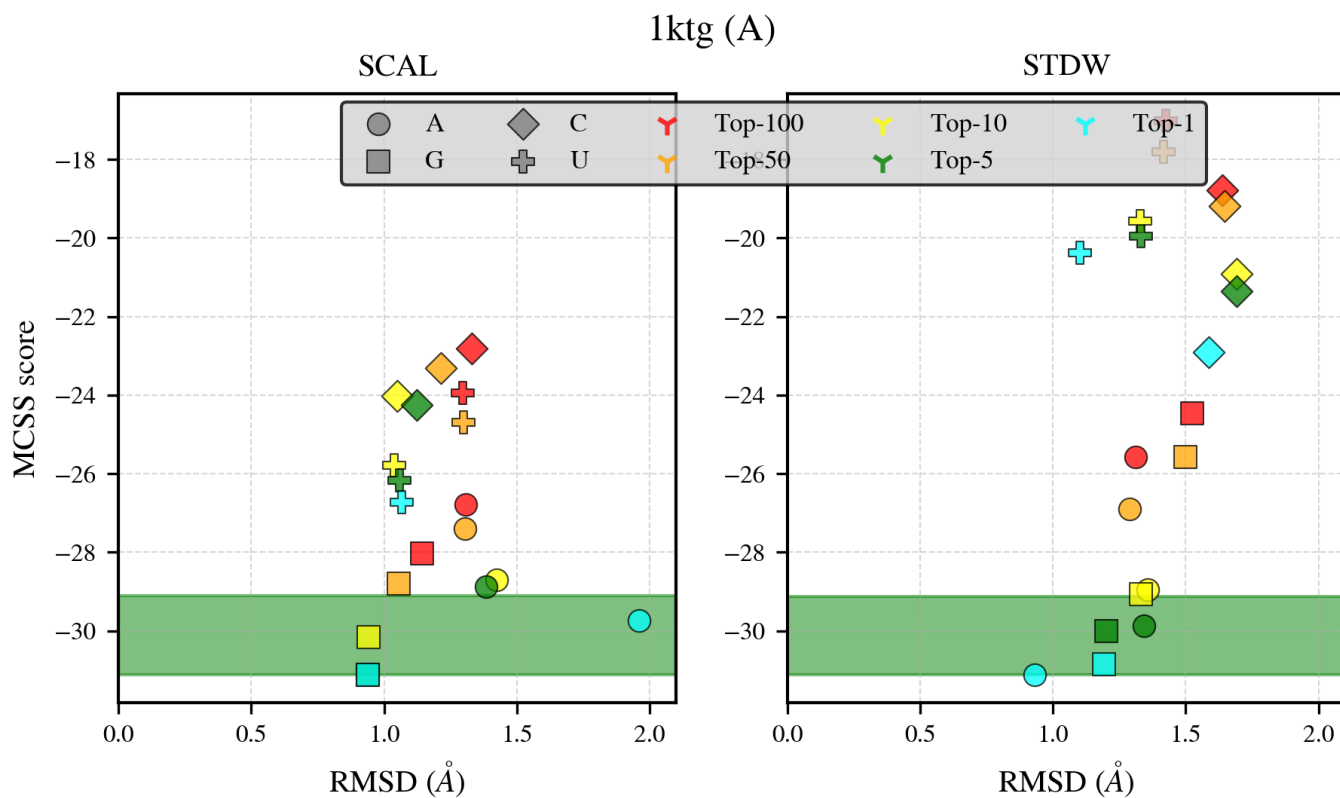 1ktg (A)
SCAL
STDW
A
C
Top-100
Top-10
Top-1
G
U
Top-50
Top-5
MCSS score
−18
−20
−22
−24
−26
−28
−30
−18
−20
−22
−24
−26
−28
−30
0.0 0.5 1.0 1.5 2.0
0.0 0.5 1.0 1.5 2.0
RMSD (Å)
RMSD (Å)